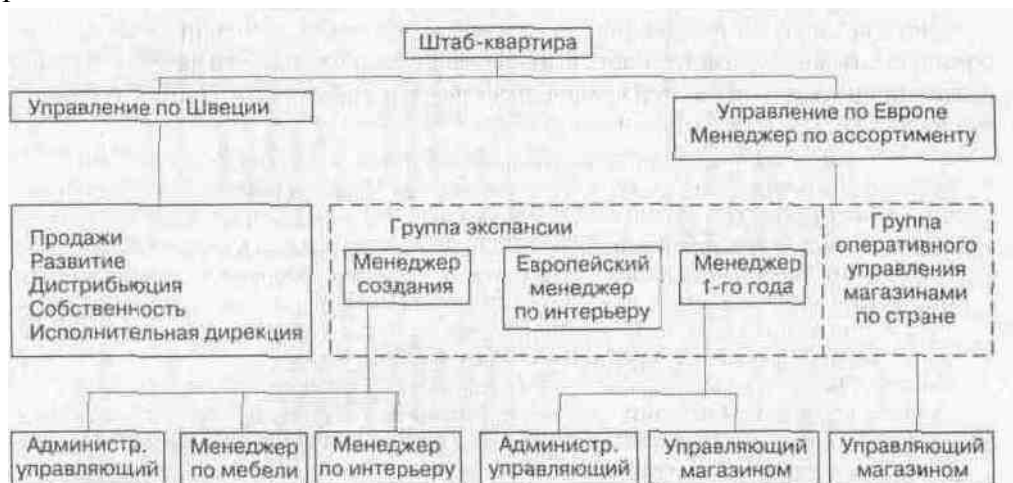 Штаб-квартира
Управление по Швеции
Управление по Европе
Менеджер по ассортименту
Продажи
Развитие
Дистрибьюция
Собственность
Исполнительная дирекция
Группа экспансии
Менеджер
создания
Европейский
менеджер
по интерьеру
Менеджер
1-го года
Группа
оперативного
управления
магазинами
по стране
Администр.
управляющий
Менеджер
по мебели
Менеджер
по интерьеру
Администр.
управляющий
Управляющий
магазином
Управляющий
магазином